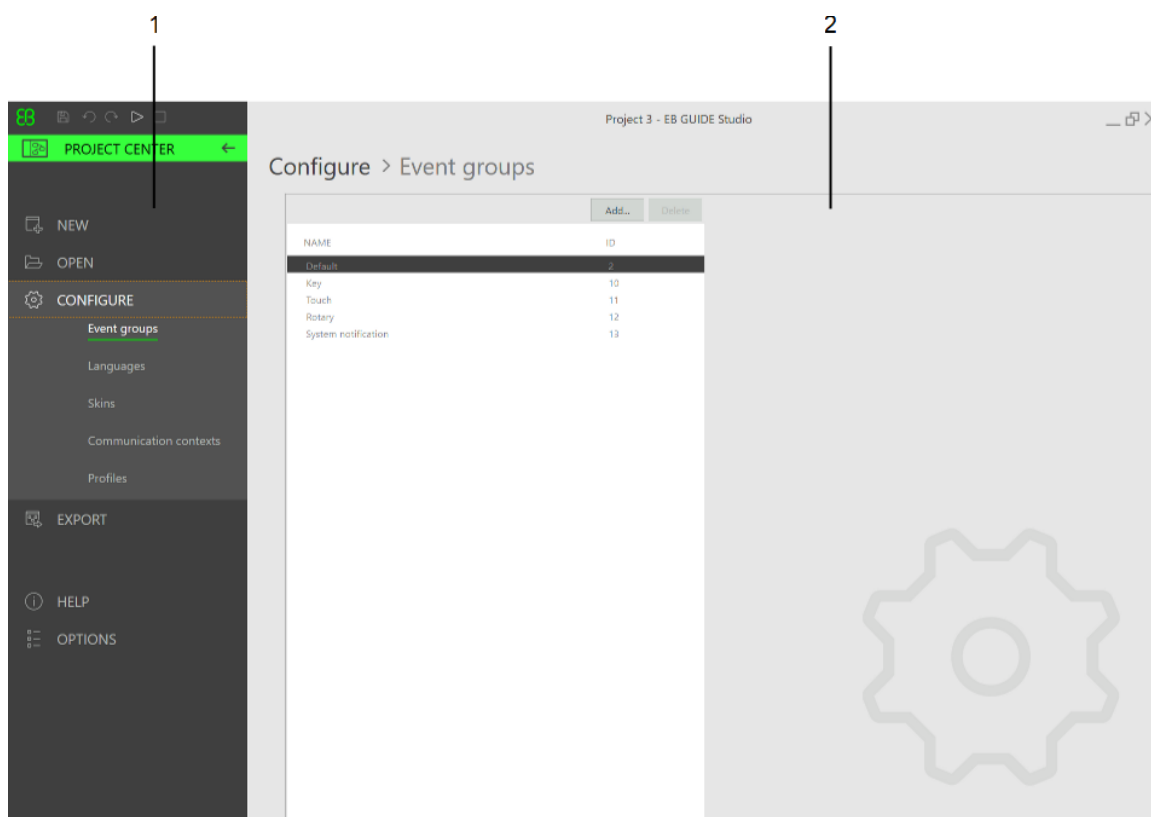 1 2
EB
Project 3 - EB GUIDE Studio
PROJECT CENTER
Configure > Event groups
Add... Delete
NEW
NAME ID
OPEN
Default 2
Key 10
CONFIGURE
Touch 11
Rotary 12
Event groups
System notification 13
Languages
Skins
Communication contexts
Profiles
EXPORT
HELP
OPTIONS